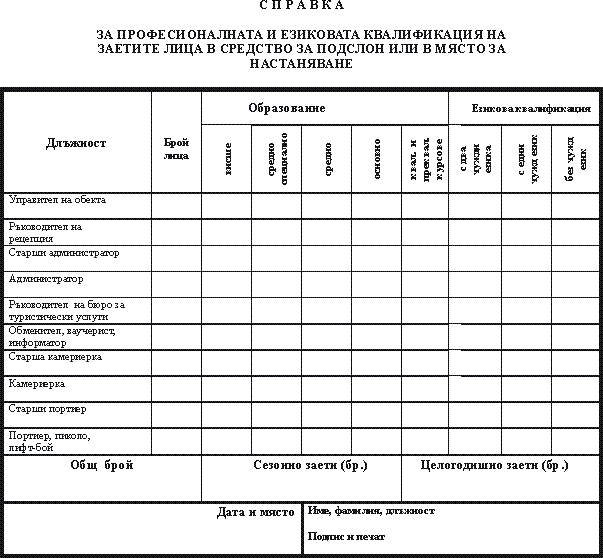 С П Р А В К А
ЗА ПРОФЕСИОНАЛНАТА И ЕЗИКОВАТА КВАЛИФИКАЦИЯ НА
ЗАЕТИТЕ ЛИЦА В СРЕДСТВО ЗА ПОДСЛОН ИЛИ В МЯСТО ЗА
НАСТАНЯВАНЕ
Длъжност
Брой
лица
Образование
Езикова квалификация
висше
средно
специално
средно
основно
квал. и
преквал.
курсове
с два
чужди
езика
с един
чужд език
без чужд
език
Управител на обекта
Ръководител на
рецепция
Старши администратор
Администратор
Ръководител на бюро за
туристически услуги
Обменител, ваучерист,
информатор
Старша камериерка
Камериерка
Старши портиер
Портиер, пиколо,
лифт-бой
Общ брой
Сезонно заети (бр.)
Целогодишно заети (бр.)
Дата и място
Име, фамилия, длъжност
Подпис и печат